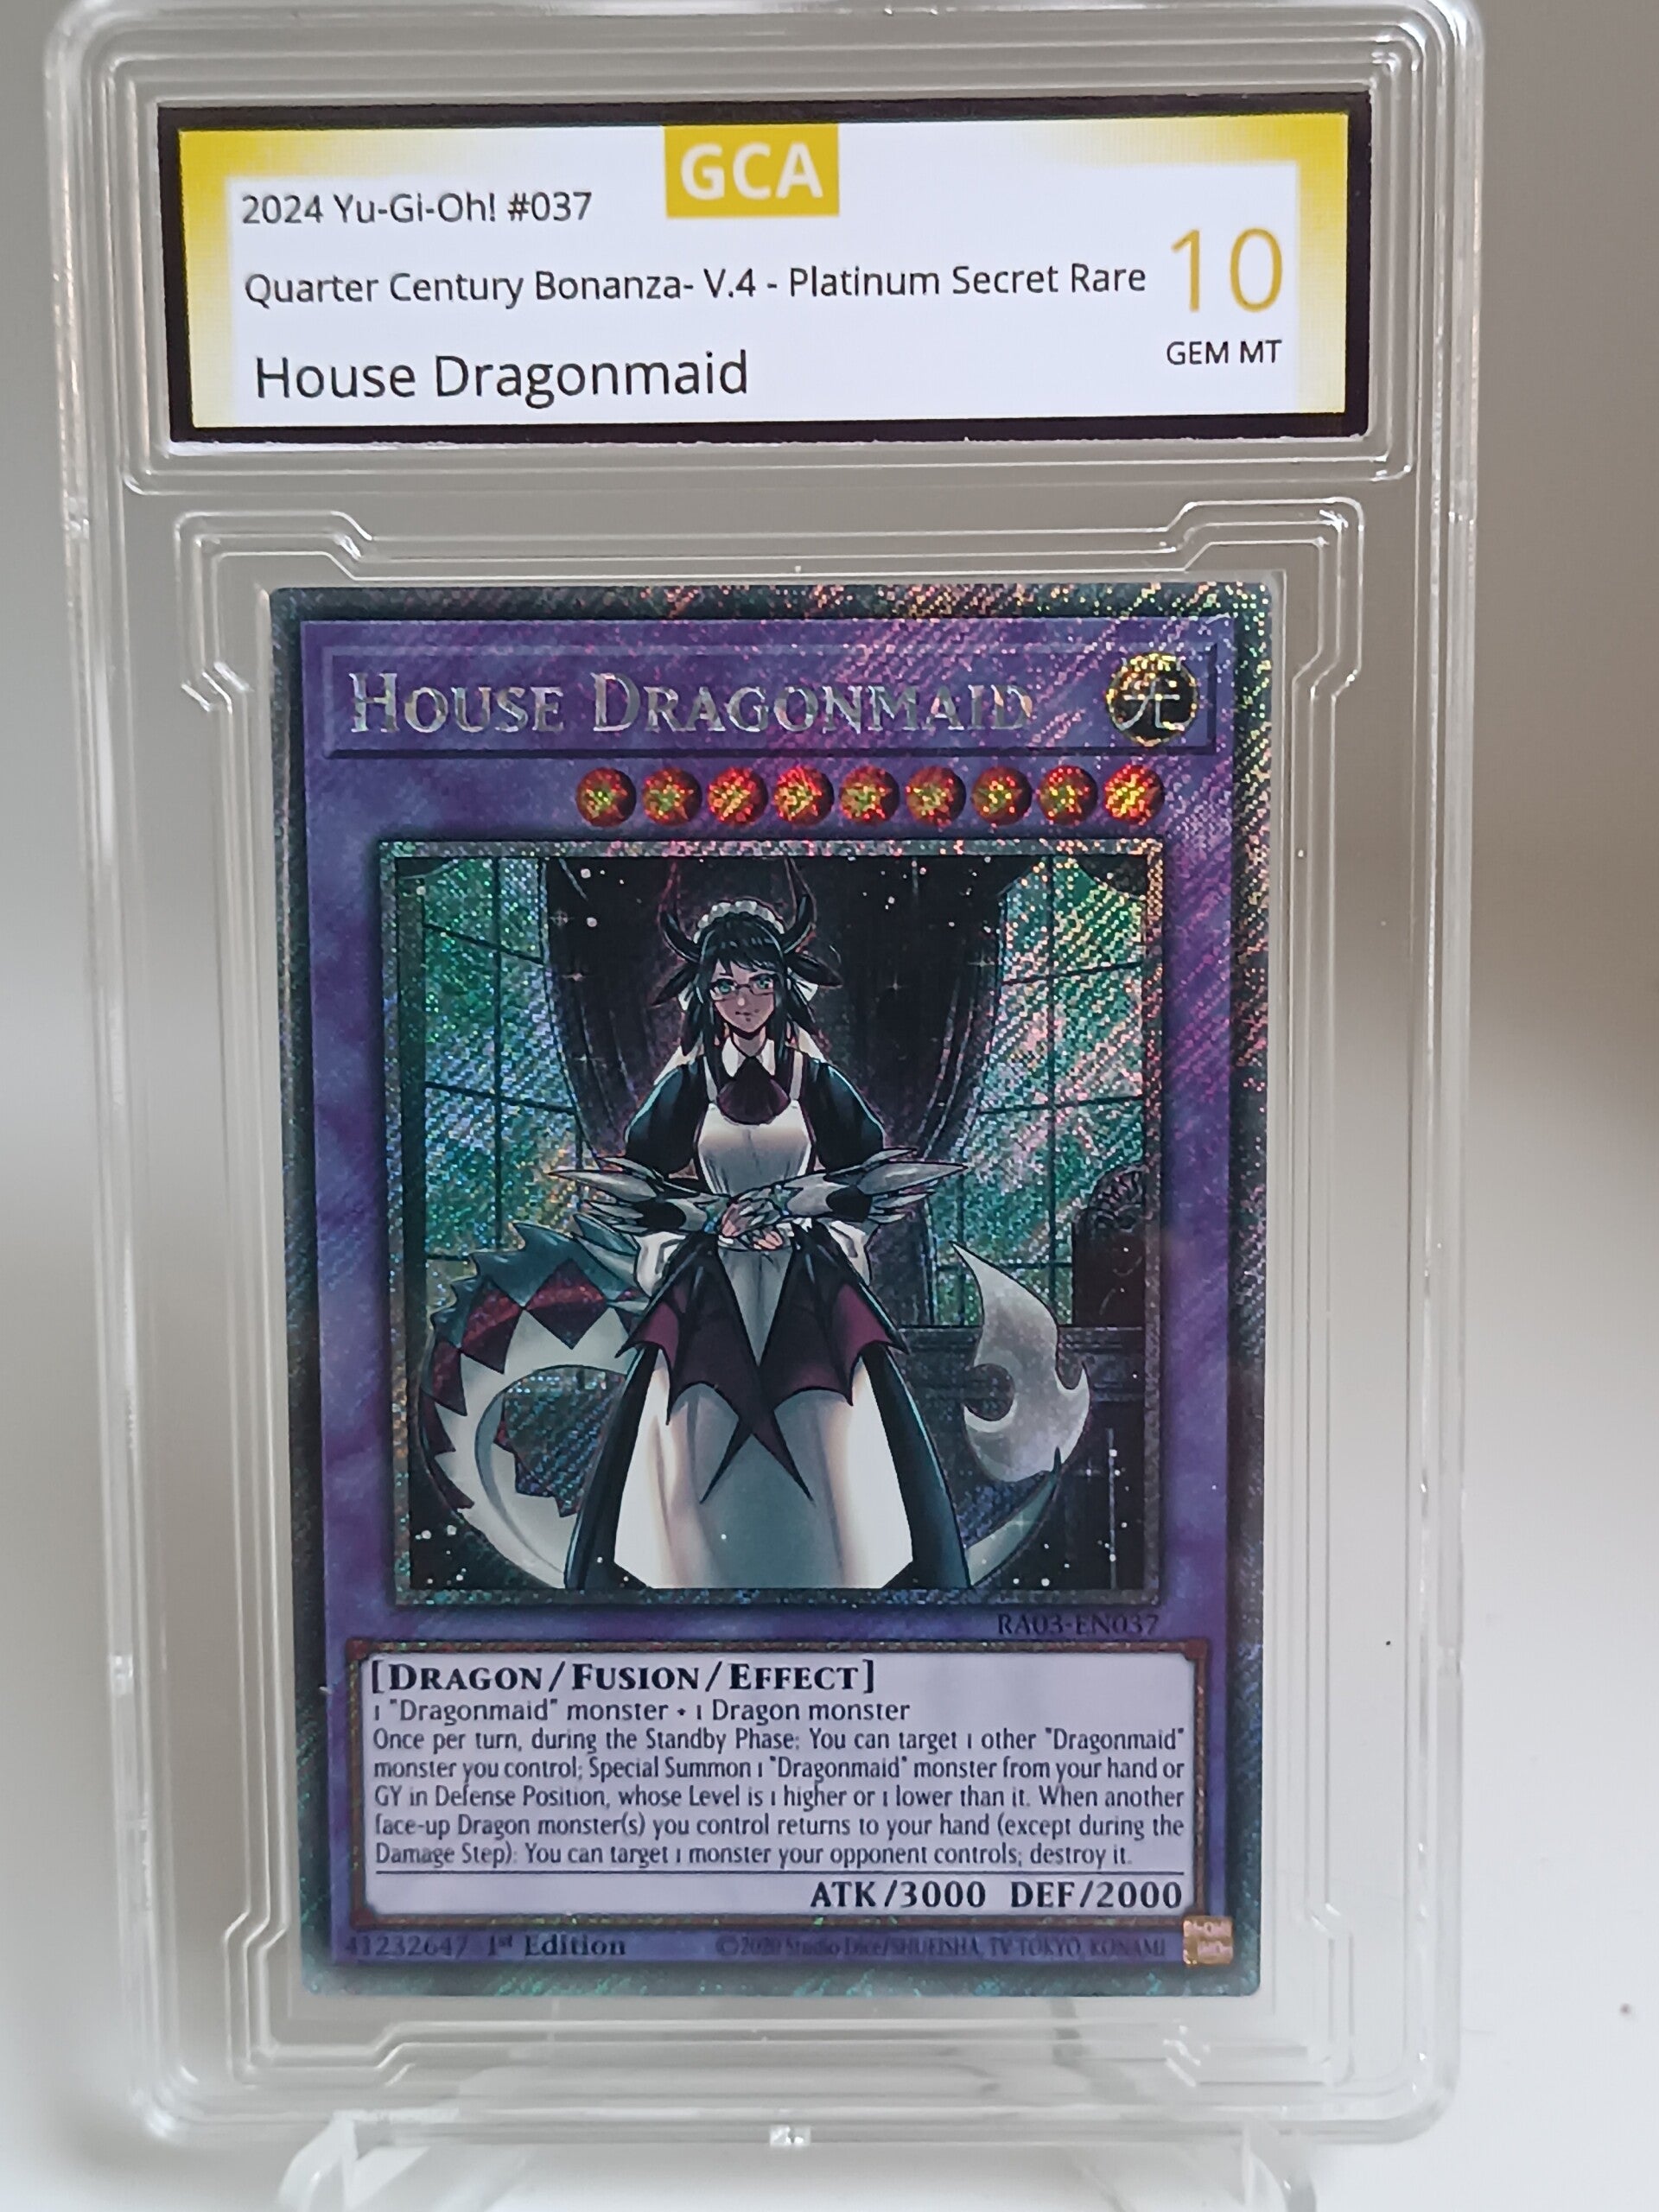 GCA
2024 Yu-Gi-Oh! #037
Quarter Century Bonanza- V.4 - Platinum Secret Rare
10
GEM MT
House Dragonmaid
HOUSE DRAGONMAID
光
RA03-EN037
[DRAGON/FUSION/EFFECT]
1 "Dragonmaid" monster + 1 Dragon monster
Once per turn, during the Standby Phase: You can target 1 other "Dragonmaid"
monster you control; Special Summon 1 "Dragonmaid" monster from your hand or
GY in Defense Position, whose Level is 1 higher or 1 lower than it. When another
face-up Dragon monster(s) you control returns to your hand (except during the
Damage Step): You can target 1 monster your opponent controls; destroy it.
ATK/3000 DEF/2000
41232647 1st Edition
©2020 Studio Dice/SHUEISHA, TV TOKYO, KONAMI